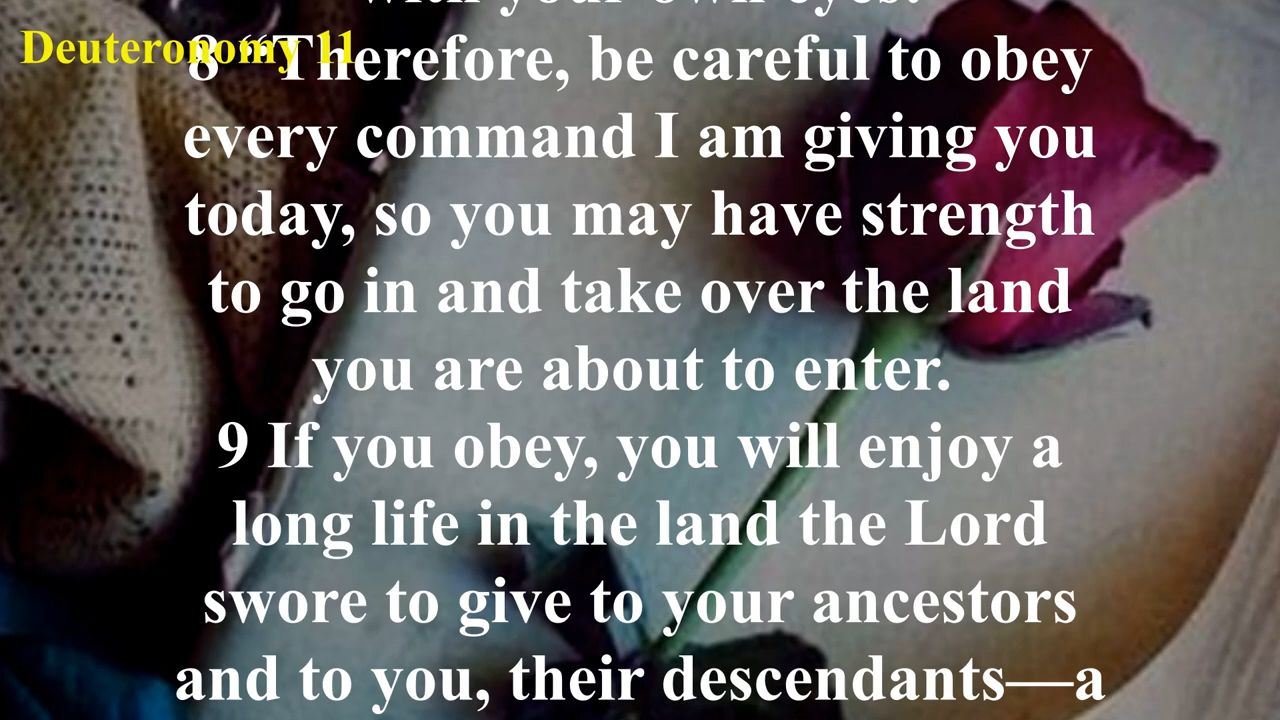 with your own eyes!
Deuteronomy 11
8 “Therefore, be careful to obey
every command I am giving you
today, so you may have strength
to go in and take over the land
you are about to enter.
9 If you obey, you will enjoy a
long life in the land the Lord
swore to give to your ancestors
and to you, their descendants—a